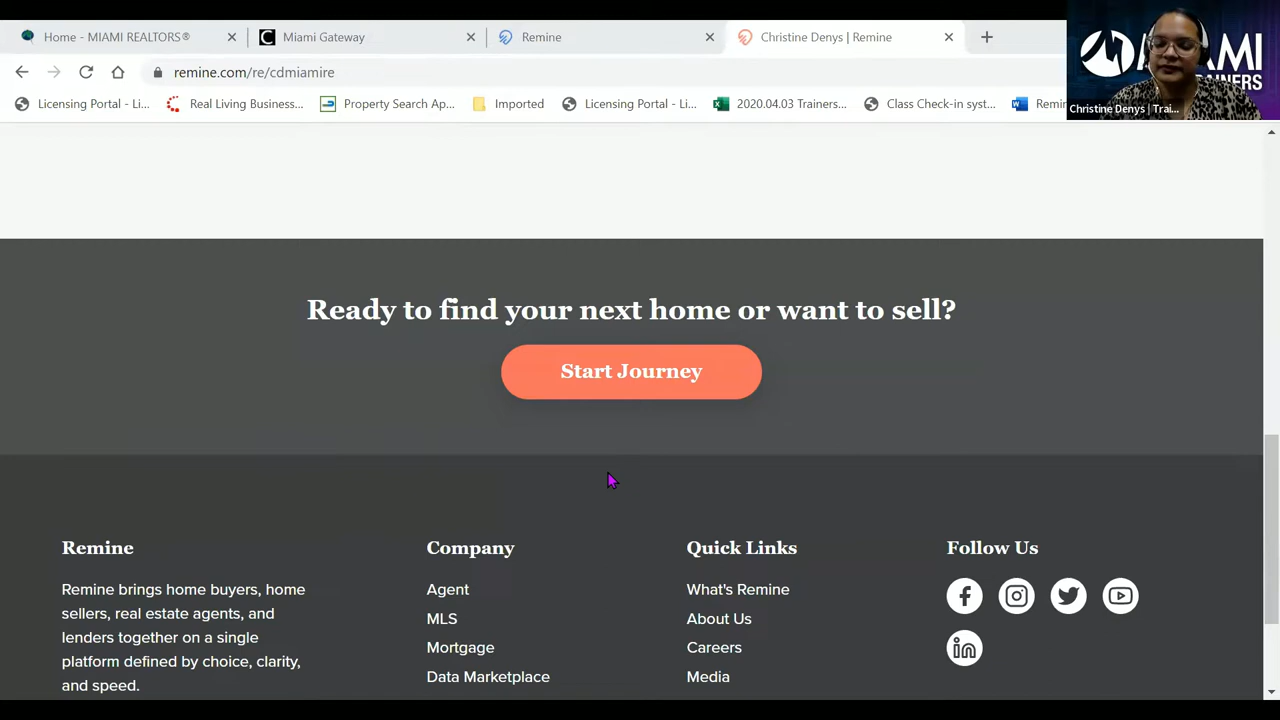 Home - MIAMI REALTORS®
Miami Gateway
Remine
Christine Denys | Remine
remine.com/re/cdmiamire
Licensing Portal - Li...
Real Living Business...
Property Search Ap...
Imported
Licensing Portal - Li...
2020.04.03 Trainers...
Class Check-in syst...
Christine Denys | Trai...
Ready to find your next home or want to sell?
Start Journey
Remine
Remine brings home buyers, home
sellers, real estate agents, and
lenders together on a single
platform defined by choice, clarity,
and speed.
Company
Agent
MLS
Mortgage
Data Marketplace
Quick Links
What's Remine
About Us
Careers
Media
Follow Us